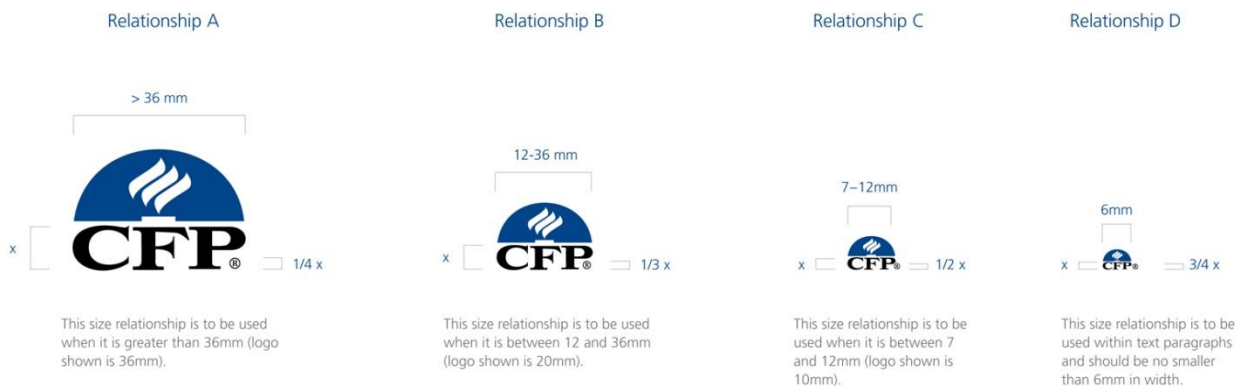 Relationship A
Relationship B
Relationship C
Relationship D
> 36 mm
12-36 mm
7–12mm
6mm
x
CFP®
1/4 x
x
CFP®
1/3 x
x
CFP®
1/2 x
x
CFP®
3/4 x
This size relationship is to be used
when it is greater than 36mm (logo
shown is 36mm).
This size relationship is to be used
when it is between 12 and 36mm
(logo shown is 20mm).
This size relationship is to be
used when it is between 7
and 12mm (logo shown is
10mm).
This size relationship is to be
used within text paragraphs
and should be no smaller
than 6mm in width.